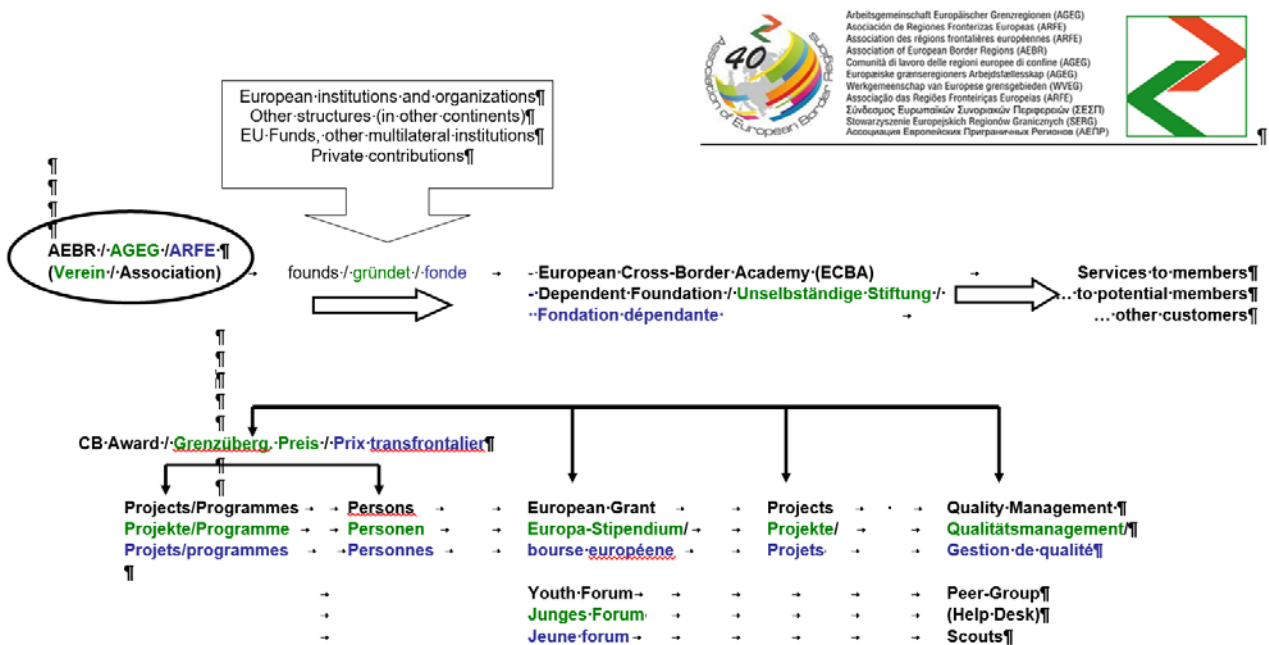 Arbeitsgemeinschaft Europäischer Grenzregionen (AGEG)
Asociación de Regiones Fronterizas Europeas (ARFE)
Association des régions frontalières européennes (ARFE)
Association of European Border Regions (AEBR)
Comunità di lavoro delle regioni europee di confine (AGEG)
Europæiske grænseregioners Arbejdsfællesskap (AGEG)
Werkgemeenschap van Europese grensgebieden (WVEG)
Associação das Regiões Fronteiriças Europeias (ARFE)
Σύνδεσμος Ευρωπαϊκών Συνοριακών Περιφερειών (ΣΕΣΠ)
Stowarzyszenie Europejskich Regionów Granicznych (SERG)
Ассоциация Европейских Приграничных Регионов (АЕПР)
40
Association of European Border Regions
European institutions and organizations¶
Other structures (in other continents)¶
EU Funds, other multilateral institutions¶
Private contributions¶
AEBR / AGEG /ARFE ¶
(Verein / Association) → founds / gründet / fonde → - European Cross-Border Academy (ECBA) → Services to members¶
- Dependent Foundation / Unselbständige Stiftung / … to potential members¶
- Fondation dépendante → … other customers¶
CB Award / Grenzüberg. Preis / Prix transfrontalier¶
Projects/Programmes → → Persons → → European Grant → → Projects → → Quality Management ¶
Projekte/Programme → → Personen → → Europa-Stipendium/ → → Projekte/ → → Qualitätsmanagement/¶
Projets/programmes → → Personnes → → bourse européene → → Projets → → Gestion de qualité¶
Youth Forum → → → → → → Peer-Group¶
Junges Forum → → → → → (Help Desk)¶
Jeune forum → → → → → → Scouts¶